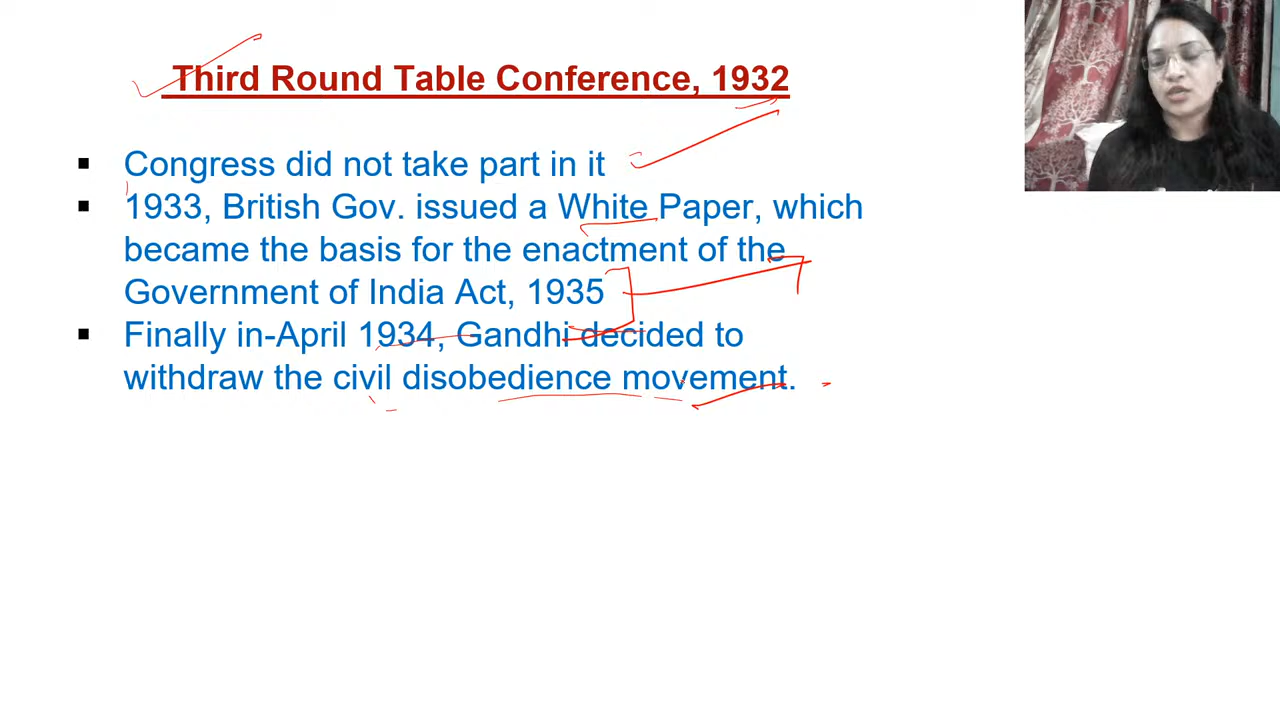 Third Round Table Conference, 1932
▪ Congress did not take part in it
▪ 1933, British Gov. issued a White Paper, which
became the basis for the enactment of the
Government of India Act, 1935
▪ Finally in-April 1934, Gandhi decided to
withdraw the civil disobedience movement.